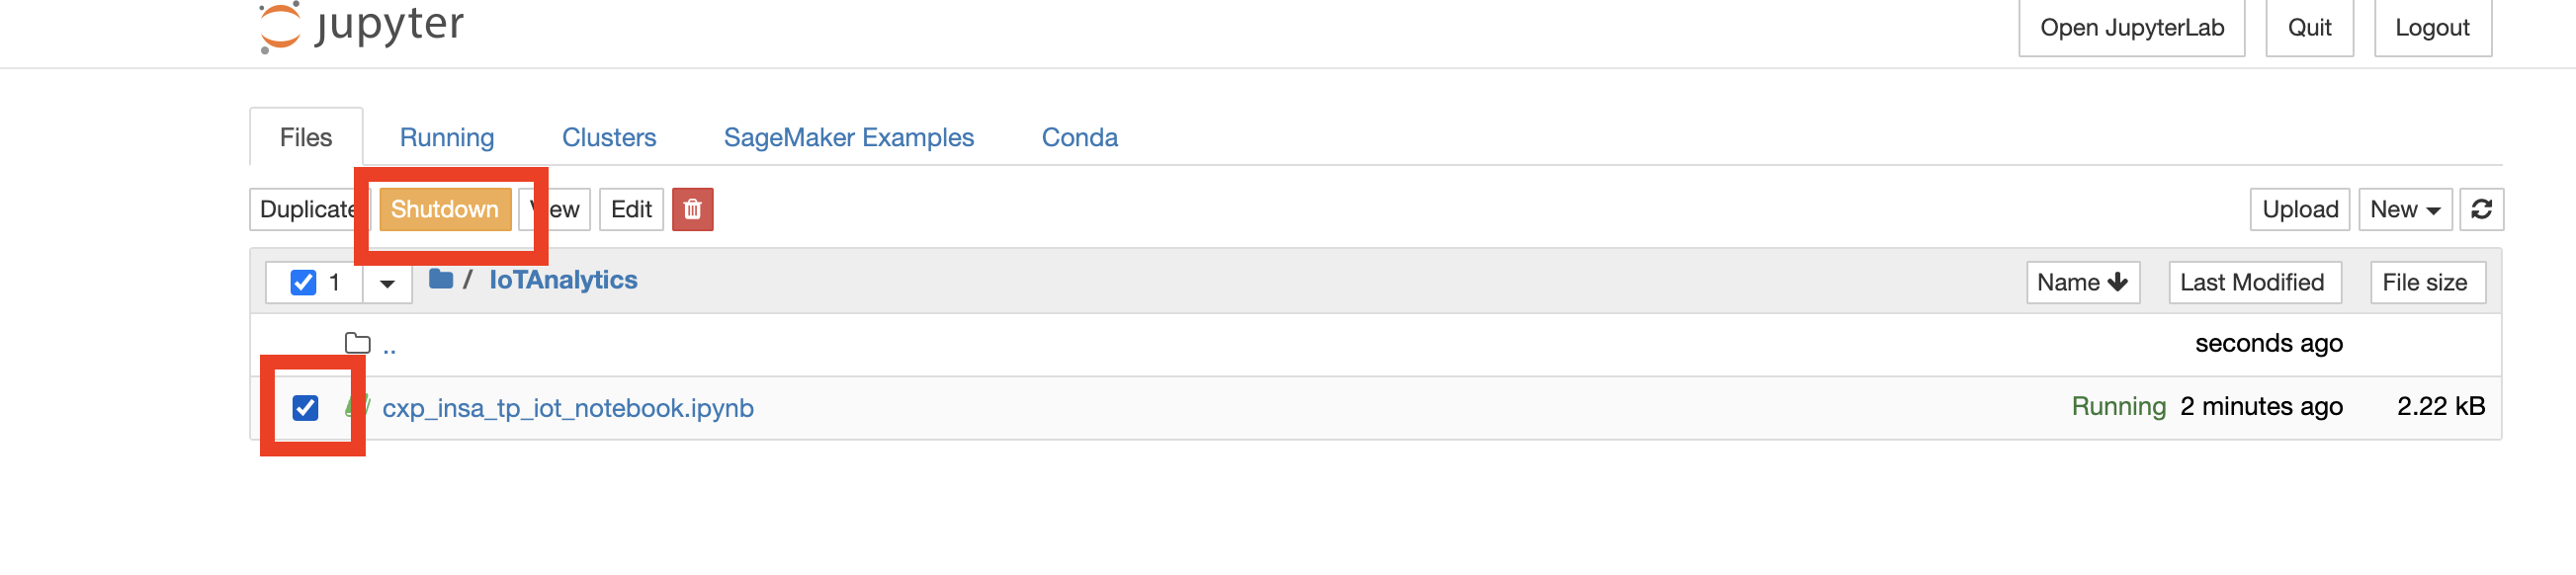 jupyter
Open JupyterLab Quit Logout
Files Running Clusters SageMaker Examples Conda
Duplicate Shutdown View Edit Upload New
1 / IoTAnalytics Name Last Modified File size
.. seconds ago
cxp_insa_tp_iot_notebook.ipynb Running 2 minutes ago 2.22 kB